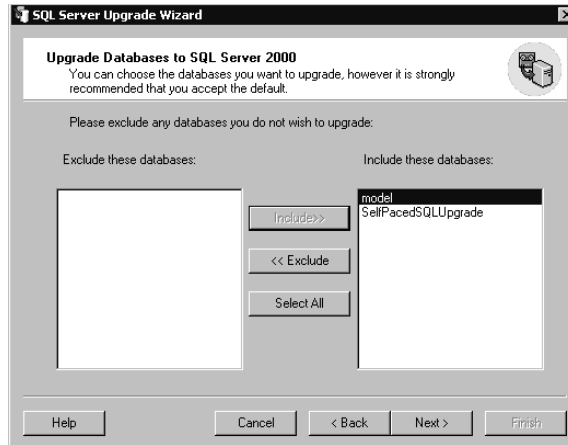 SQL Server Upgrade Wizard
Upgrade Databases to SQL Server 2000
You can choose the databases you want to upgrade, however it is strongly
recommended that you accept the default.
Please exclude any databases you do not wish to upgrade:
Exclude these databases:
Include these databases:
model
SelfPacedSQLUpgrade
Include>>
<< Exclude
Select All
Help
Cancel
< Back
Next >
Finish